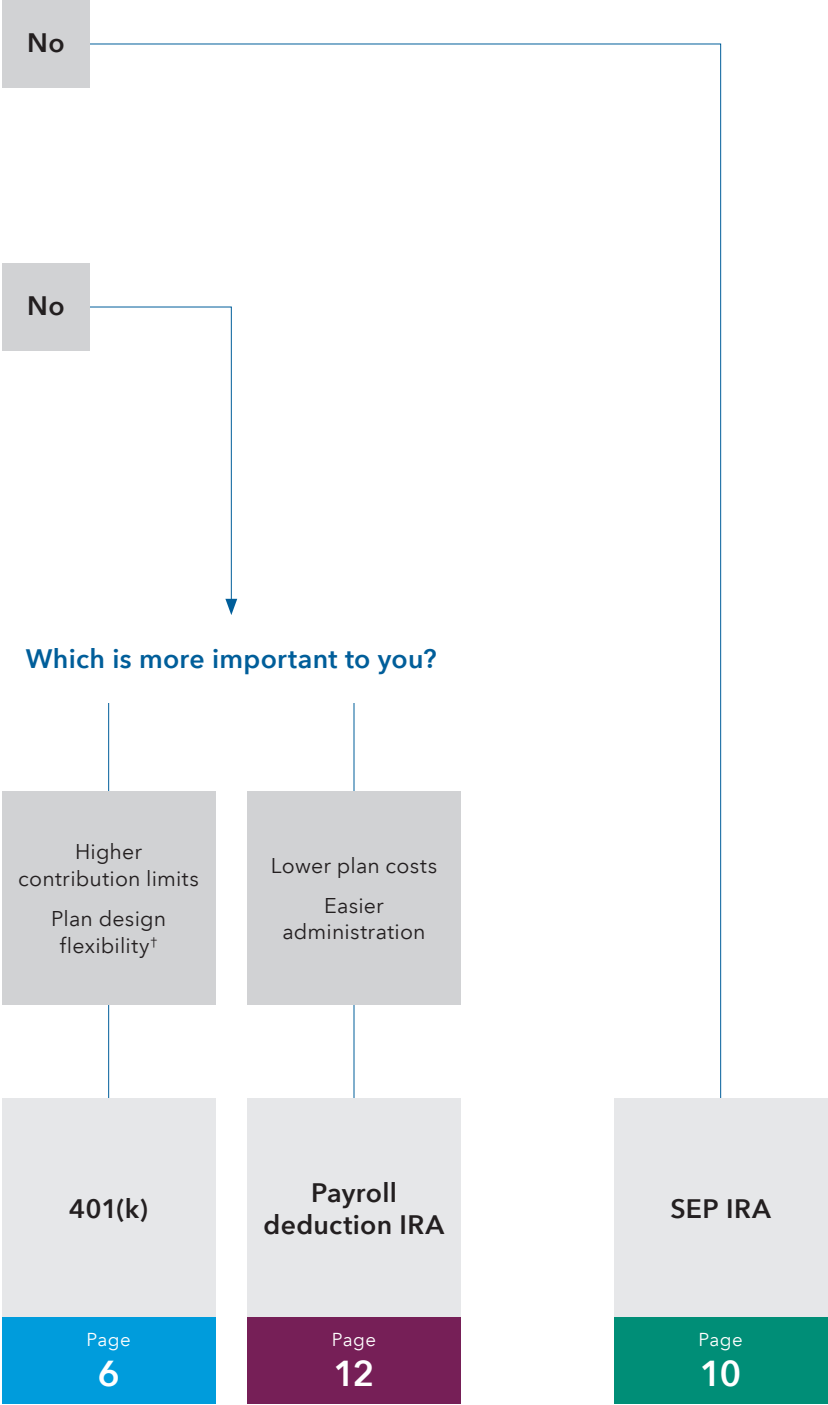 No
No
Which is more important to you?
Higher
contribution limits
Plan design
flexibility†
Lower plan costs
Easier
administration
401(k)
Payroll
deduction IRA
SEP IRA
Page
6
Page
12
Page
10